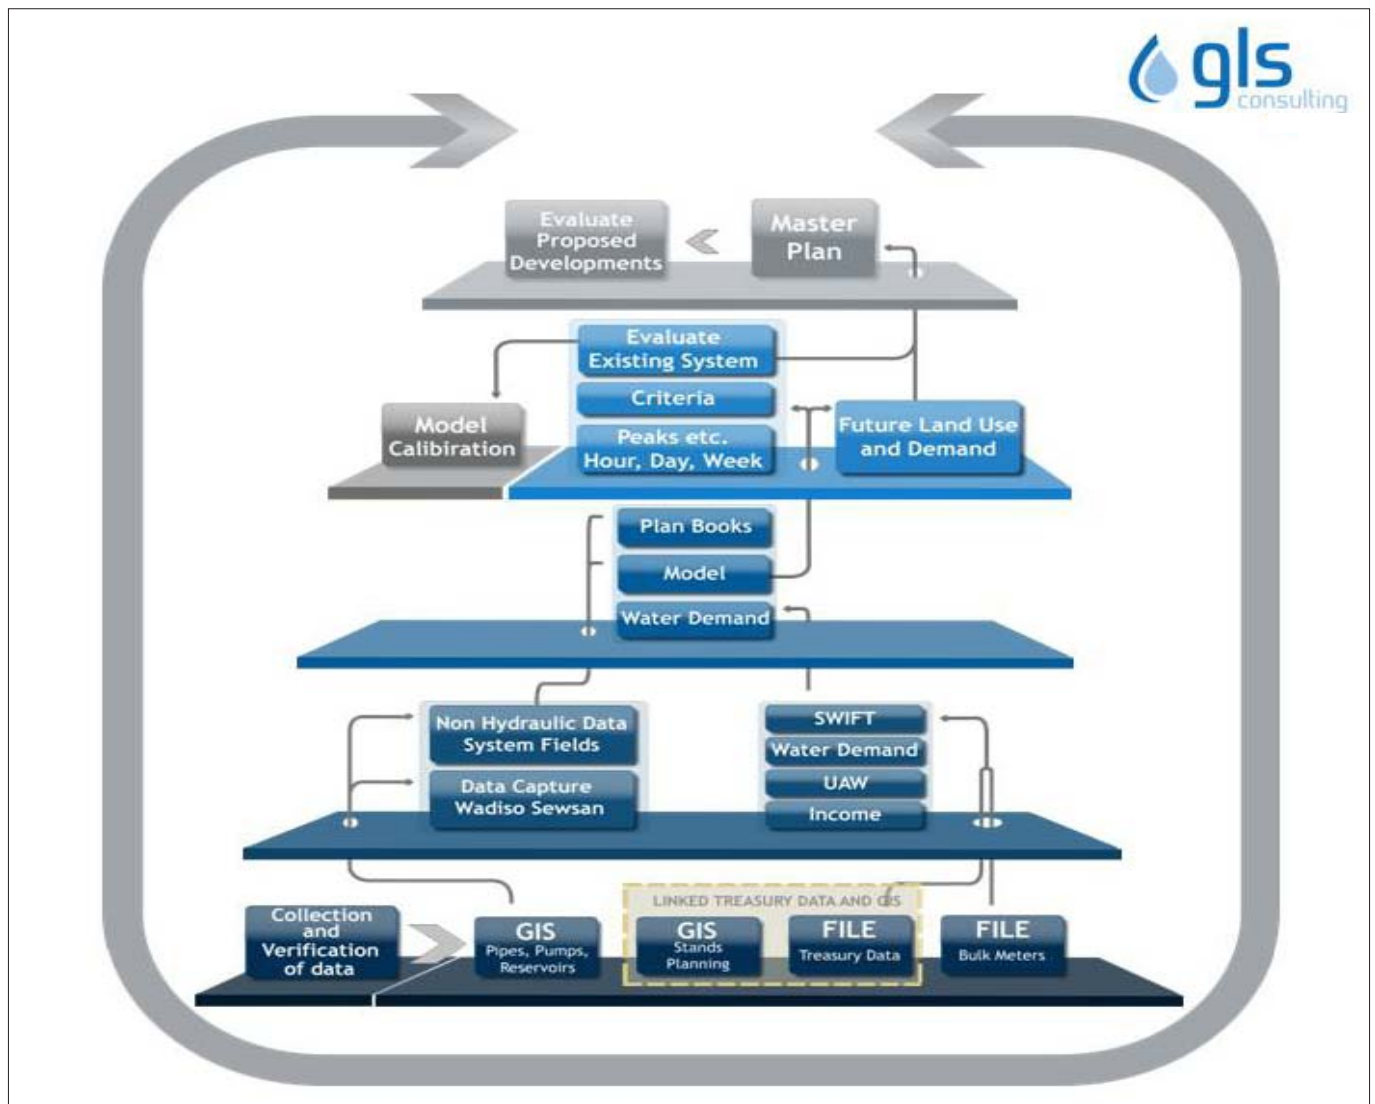 gls
consulting
Evaluate
Proposed
Developments
Master
Plan
Evaluate
Existing System
Criteria
Peaks etc.
Hour, Day, Week
Model
Calibiration
Future Land Use
and Demand
Plan Books
Model
Water Demand
Non Hydraulic Data
System Fields
Data Capture
Wadiso Sewsan
SWIFT
Water Demand
UAW
Income
LINKED TREASURY DATA AND GIS
Collection
and
Verification
of data
GIS
Pipes, Pumps,
Reservoirs
GIS
Stands
Planning
FILE
Treasury Data
FILE
Bulk Meters